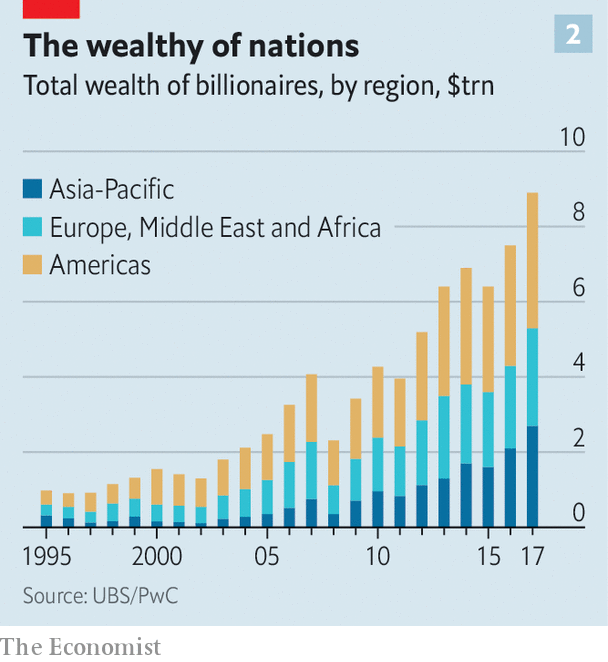 The wealthy of nations
2
Total wealth of billionaires, by region, $trn
10
Asia-Pacific
Europe, Middle East and Africa
8
Americas
6
4
2
0
1995 2000 05 10 15 17
Source: UBS/PwC
The Economist